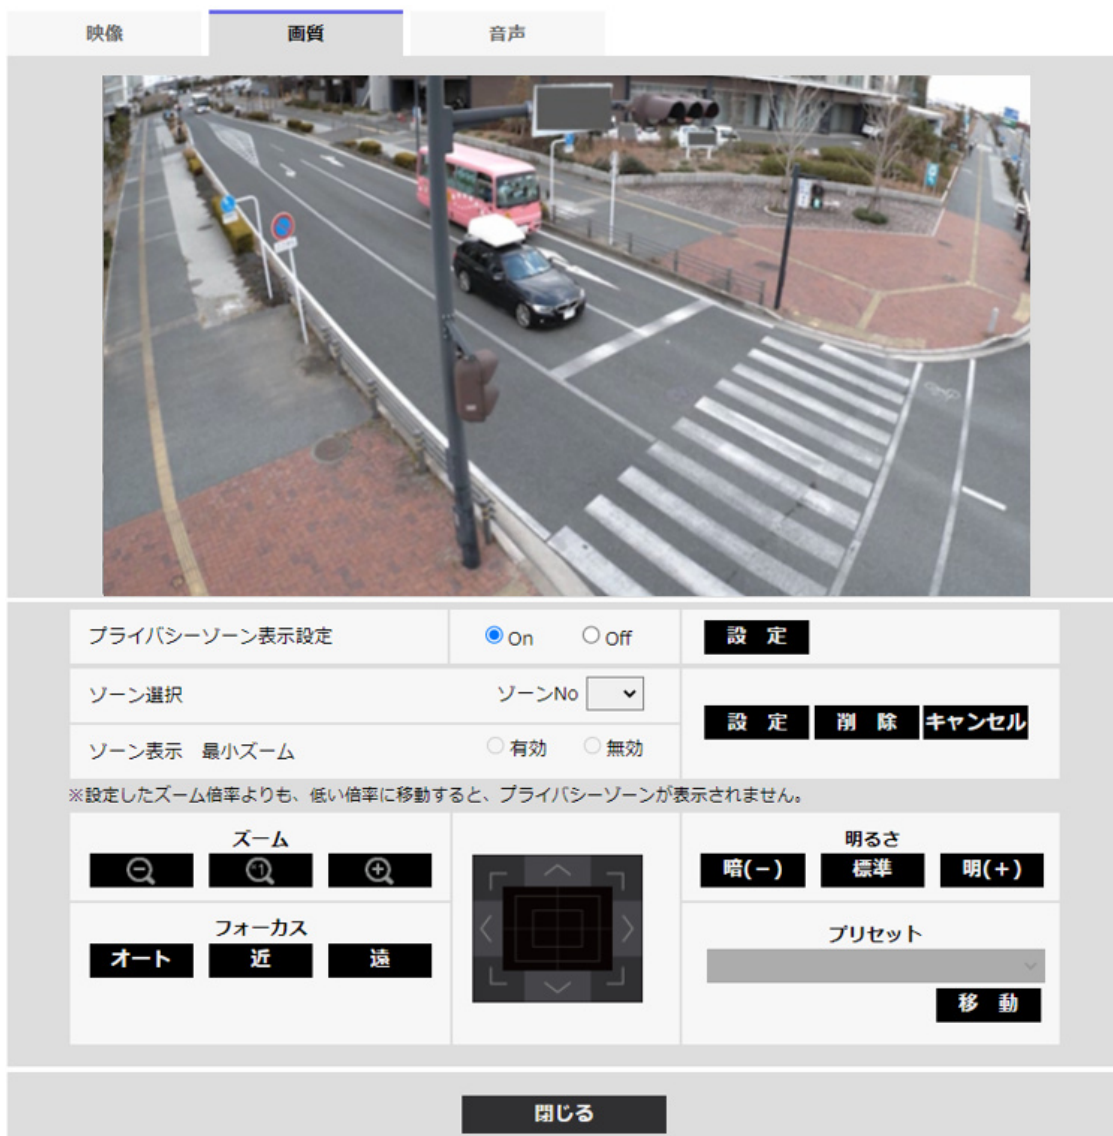 映像
画質
音声
プライバシーゾーン表示設定
On
Off
設 定
ゾーン選択
ゾーンNo
設 定
削 除
キャンセル
ゾーン表示 最小ズーム
有効
無効
※設定したズーム倍率よりも、低い倍率に移動すると、プライバシーゾーンが表示されません。
ズーム
明るさ
暗(−)
標準
明(+)
フォーカス
オート
近
遠
プリセット
移 動
閉じる